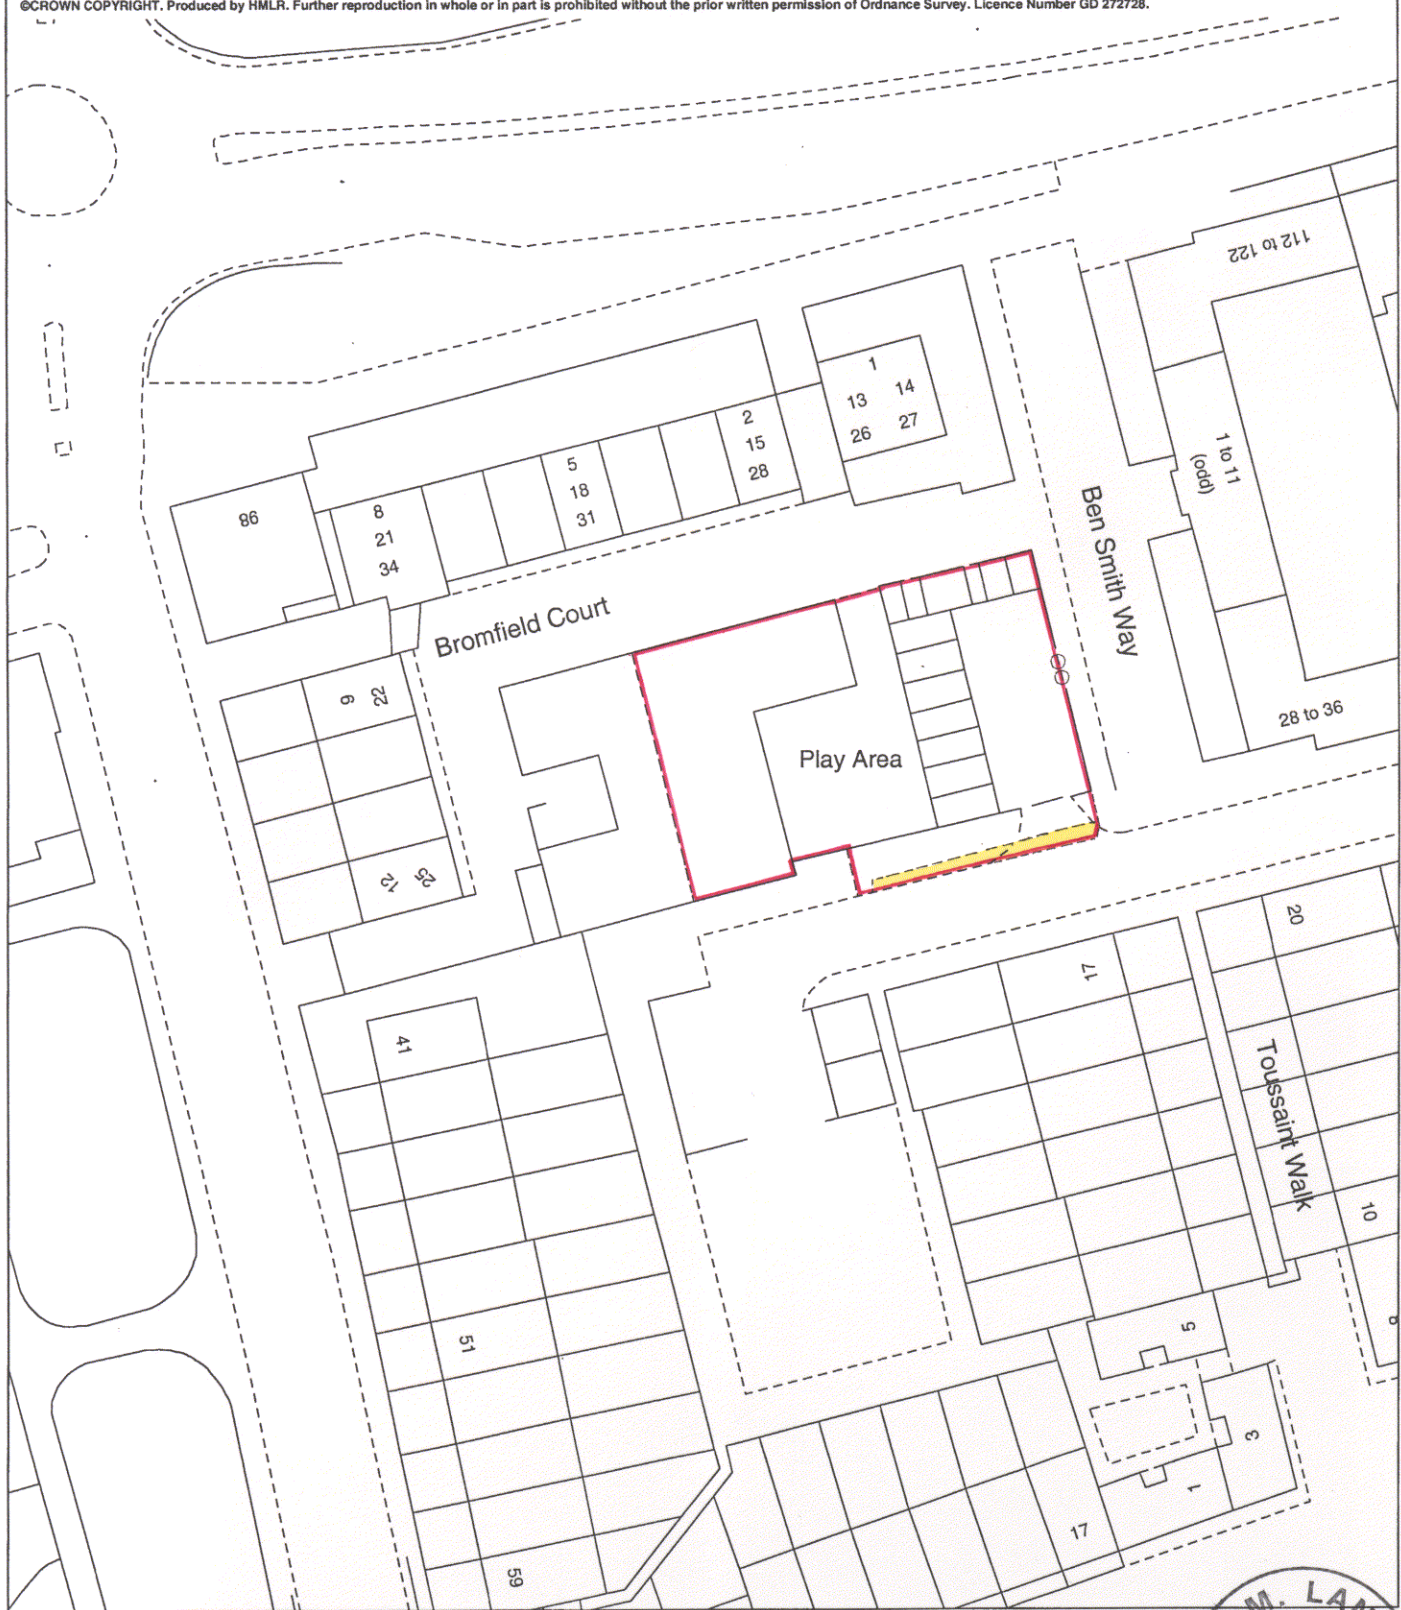 ©CROWN COPYRIGHT. Produced by HMLR. Further reproduction in whole or in part is prohibited without the prior written permission of Ordnance Survey. Licence Number GD 272728.
112 to 122
1
13 14
26 27
2
15
28
5
18
31
8
21
34
98
1 to 11
(odd)
Ben Smith Way
Bromfield Court
9 22
28 to 36
Play Area
12 25
20
17
41
Toussaint Walk
10
51
5
3
1
17
59
M. LAN